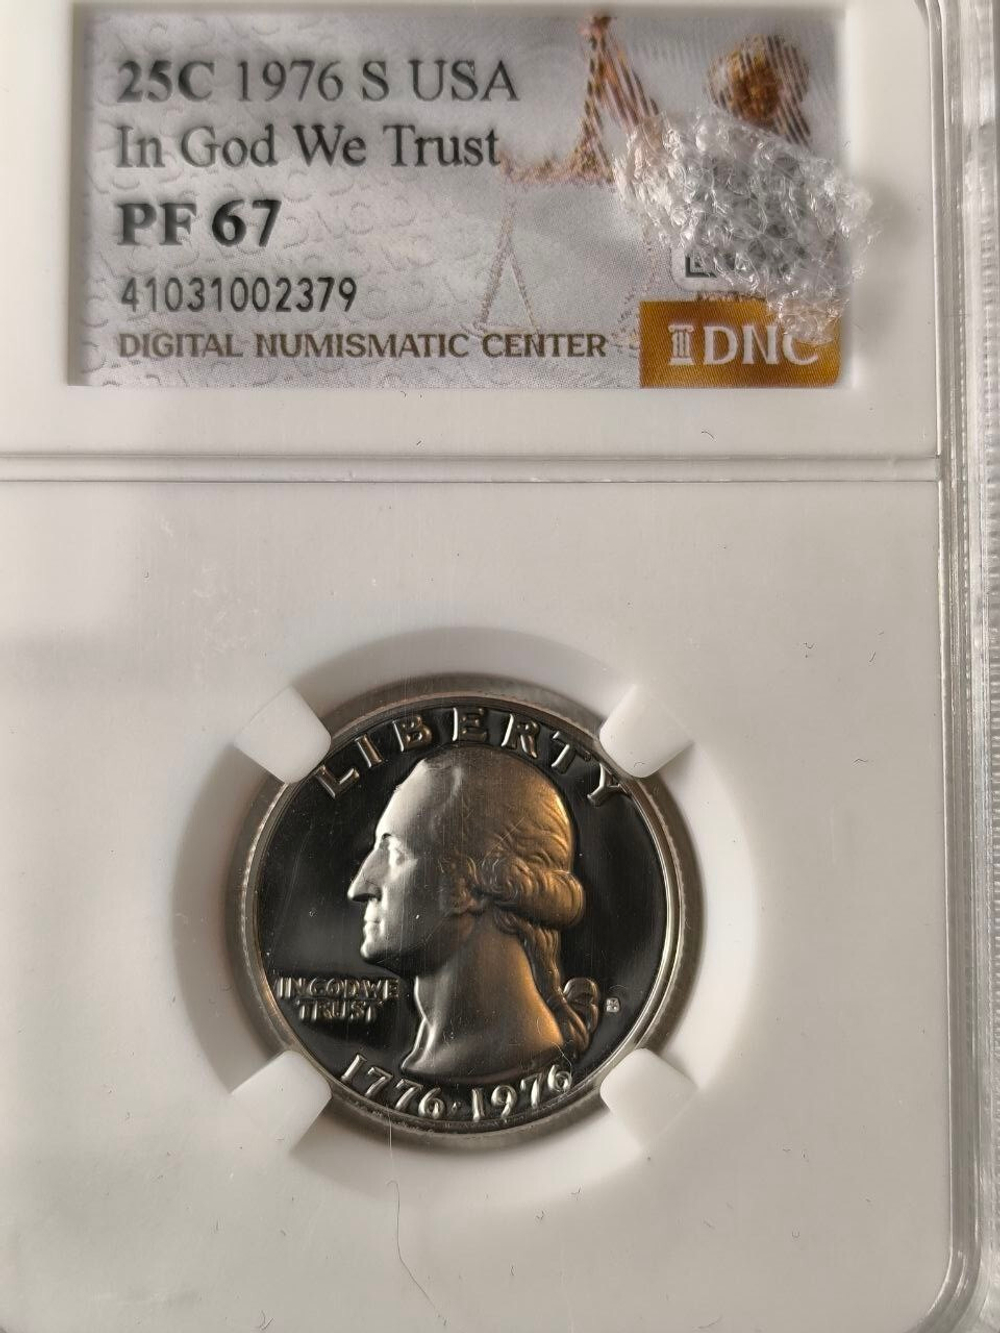 25C 1976 S USA
In God We Trust
PF 67
41031002379
DIGITAL NUMISMATIC CENTER
DNC
LIBERTY
IN GOD WE
TRUST
S
1776·1976